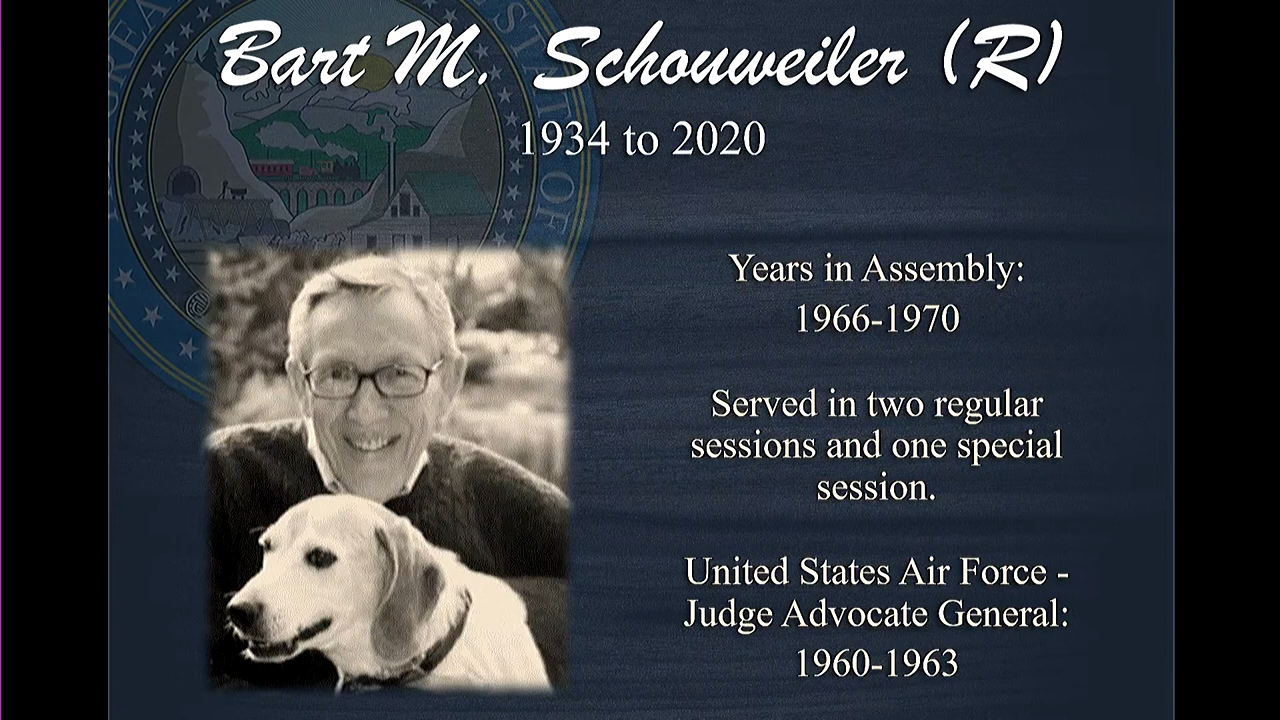 Bart M. Schouweiler (R)
1934 to 2020
Years in Assembly:
1966-1970
Served in two regular
sessions and one special
session.
United States Air Force -
Judge Advocate General:
1960-1963
OF